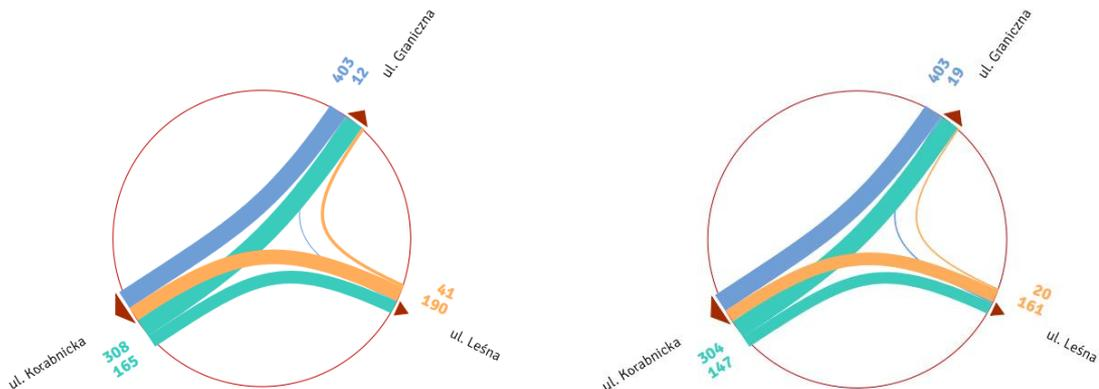 ul. Graniczna
403
12
41
190
ul. Leśna
308
165
ul. Korabnicka
ul. Graniczna
403
19
20
161
ul. Leśna
304
147
ul. Korabnicka